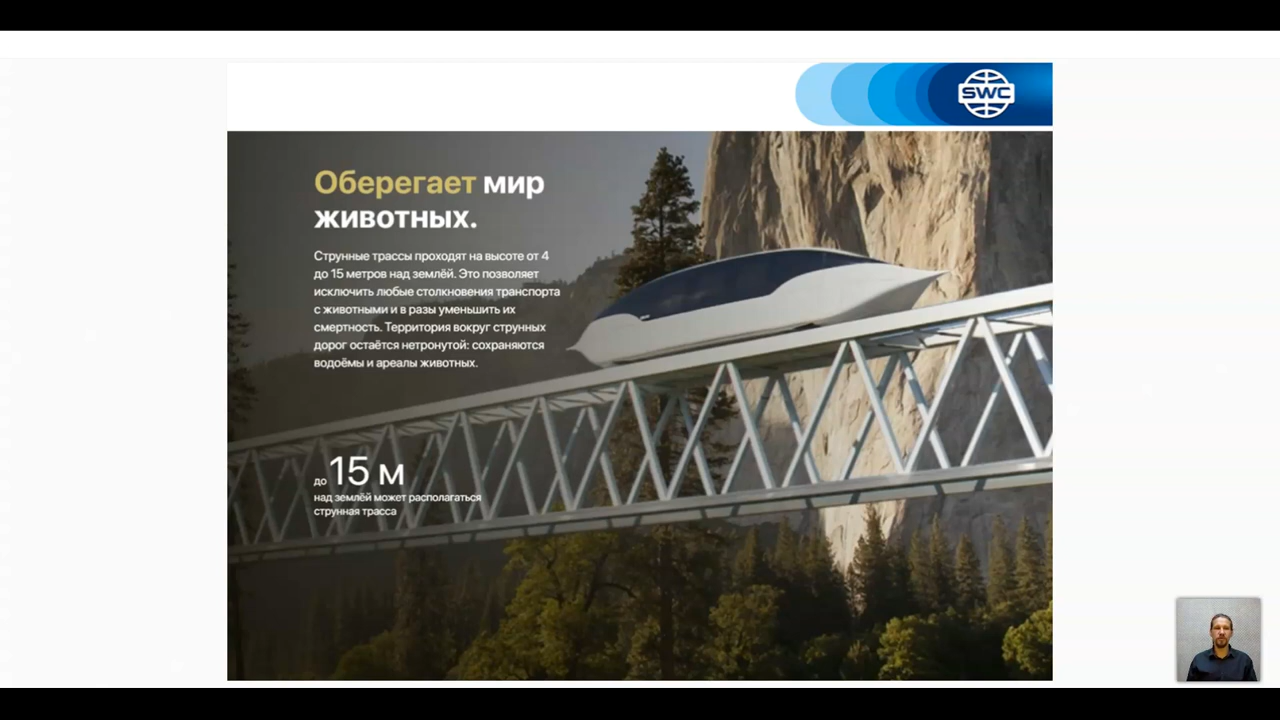 SWC
Оберегает мир
животных.
Струнные трассы проходят на высоте от 4
до 15 метров над землёй. Это позволяет
исключить любые столкновения транспорта
с животными и в разы уменьшить их
смертность. Территория вокруг струнных
дорог остаётся нетронутой: сохраняются
водоёмы и ареалы животных.
до 15 м
над землёй может располагаться
струнная трасса